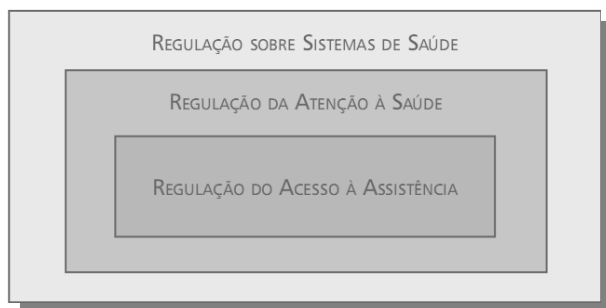 Regulação sobre Sistemas de Saúde
Regulação da Atenção à Saúde
Regulação do Acesso à Assistência